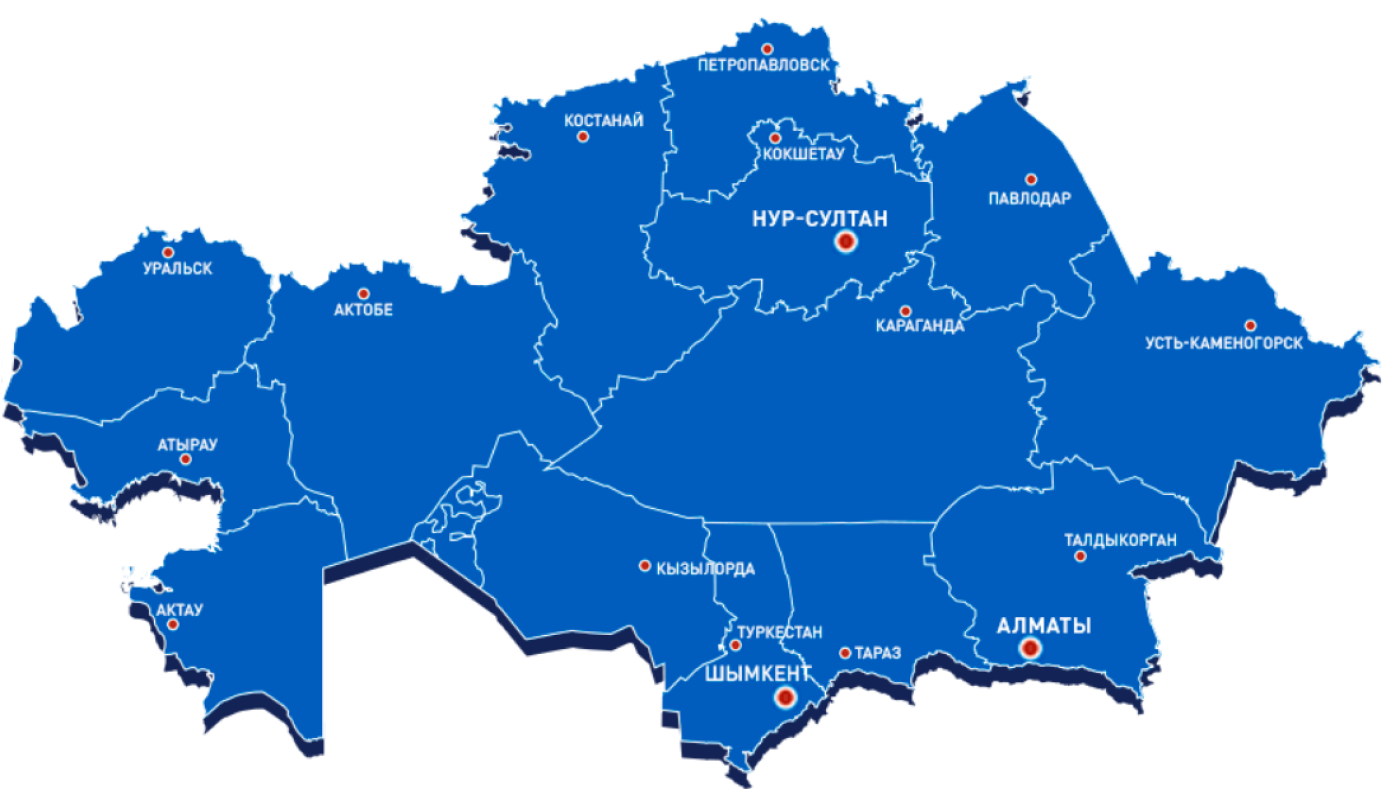 ПЕТРОПАВЛОВСК
КОСТАНАЙ
КОКШЕТАУ
ПАВЛОДАР
НУР-СУЛТАН
УРАЛЬСК
АКТОБЕ
КАРАГАНДА
УСТЬ-КАМЕНОГОРСК
АТЫРАУ
ТАЛДЫКОРГАН
КЫЗЫЛОРДА
АКТАУ
АЛМАТЫ
ТУРКЕСТАН
ТАРАЗ
ШЫМКЕНТ